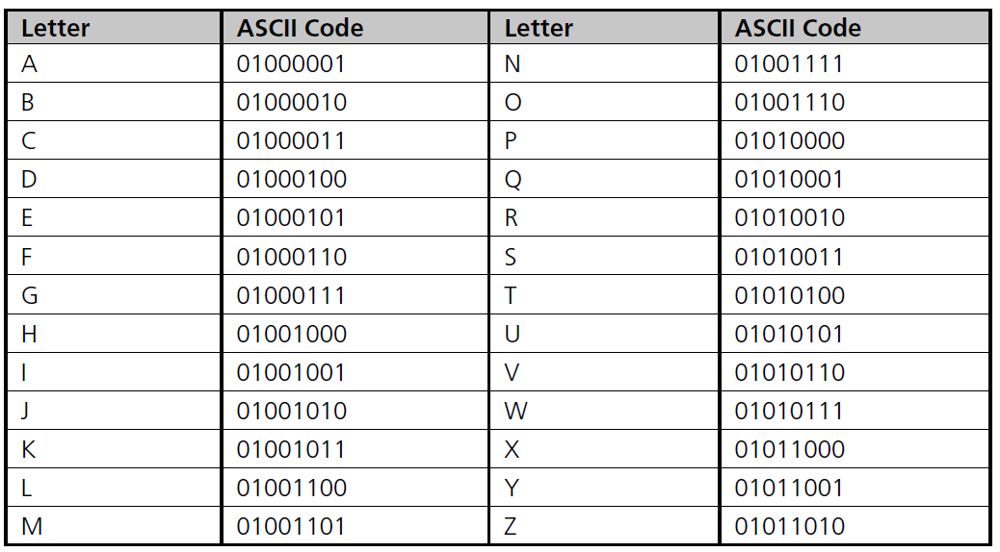 Letter ASCII Code Letter ASCII Code
A 01000001 N 01001111
B 01000010 O 01001110
C 01000011 P 01010000
D 01000100 Q 01010001
E 01000101 R 01010010
F 01000110 S 01010011
G 01000111 T 01010100
H 01001000 U 01010101
I 01001001 V 01010110
J 01001010 W 01010111
K 01001011 X 01011000
L 01001100 Y 01011001
M 01001101 Z 01011010